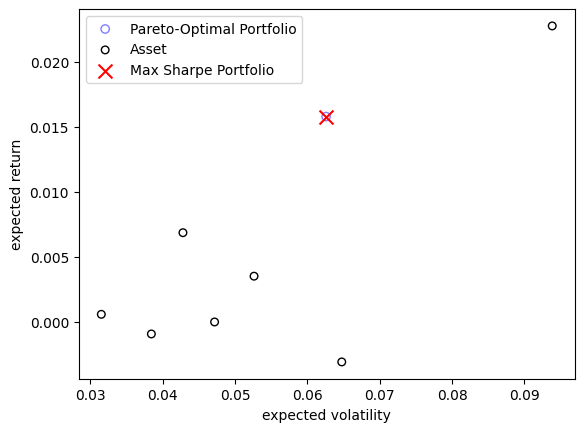 Pareto-Optimal Portfolio
Asset
Max Sharpe Portfolio
expected return
0.020
0.015
0.010
0.005
0.000
0.03 0.04 0.05 0.06 0.07 0.08 0.09
expected volatility